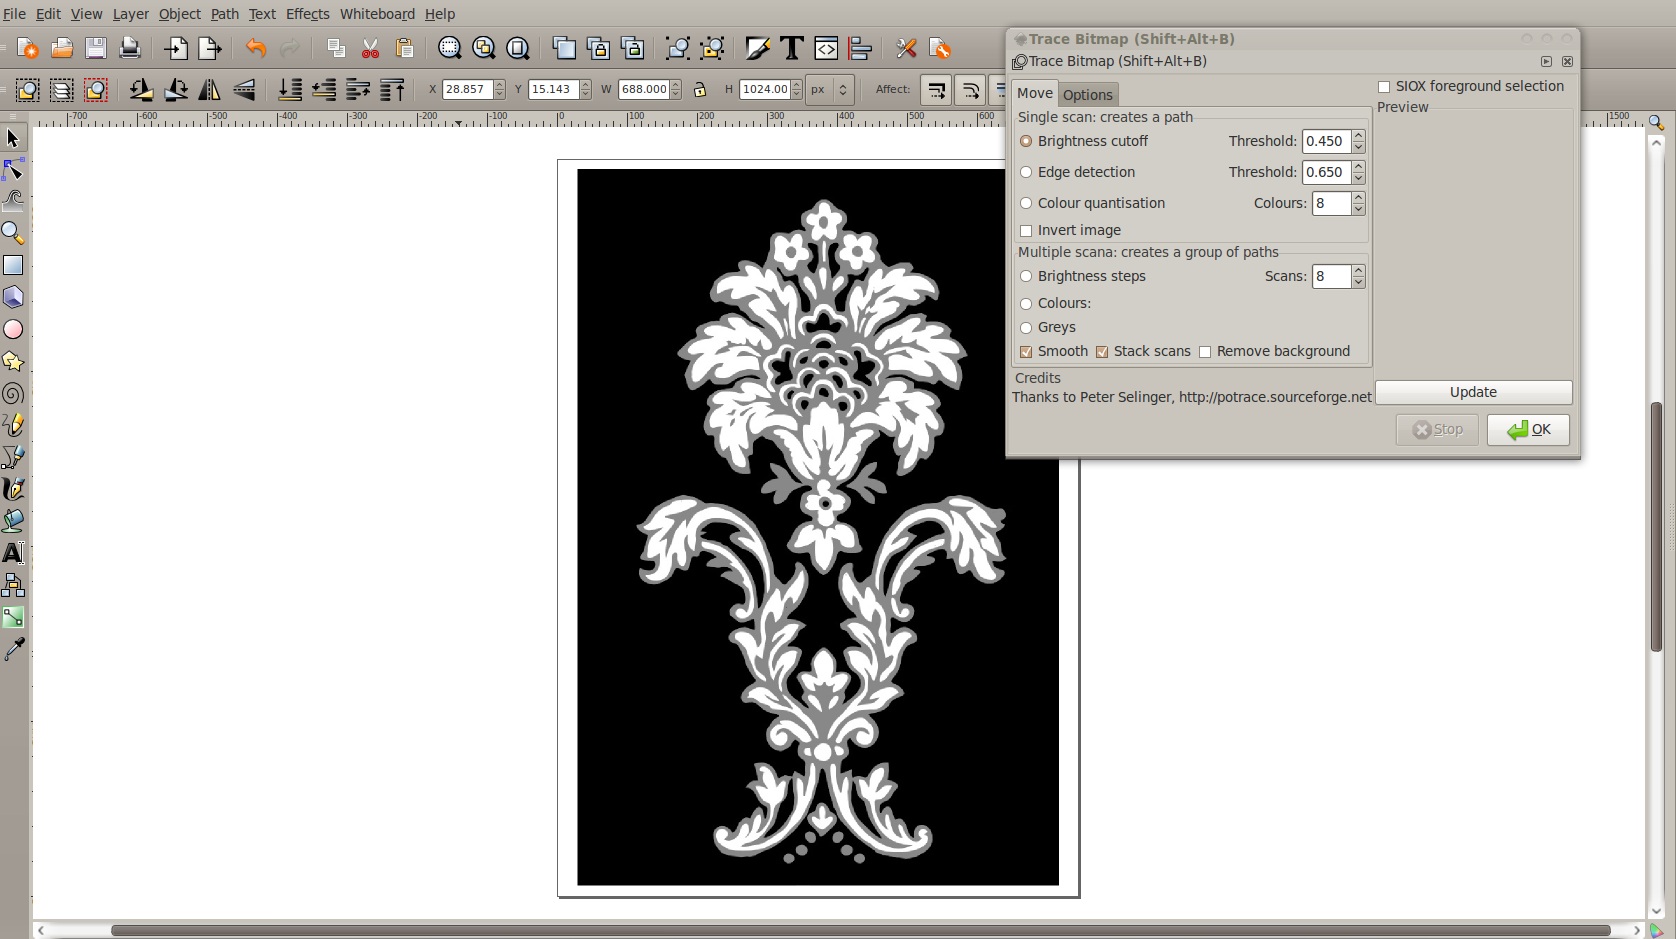 File Edit View Layer Object Path Text Effects Whiteboard Help
Trace Bitmap (Shift+Alt+B)
Trace Bitmap (Shift+Alt+B)
X 28.857 Y 15.143 W 688.000 H 1024.00 px Affect:
Move Options
SIOX foreground selection
Preview
-700 -600 -500 -400 -300 -200 -100 0 100 200 300 400 500 600 1500
Single scan: creates a path
Brightness cutoff Threshold: 0.450
Edge detection Threshold: 0.650
Colour quantisation Colours: 8
Invert image
Multiple scana: creates a group of paths
Brightness steps Scans: 8
Colours:
Greys
Smooth Stack scans Remove background
Credits
Thanks to Peter Selinger, http://potrace.sourceforge.net
Update
Stop OK